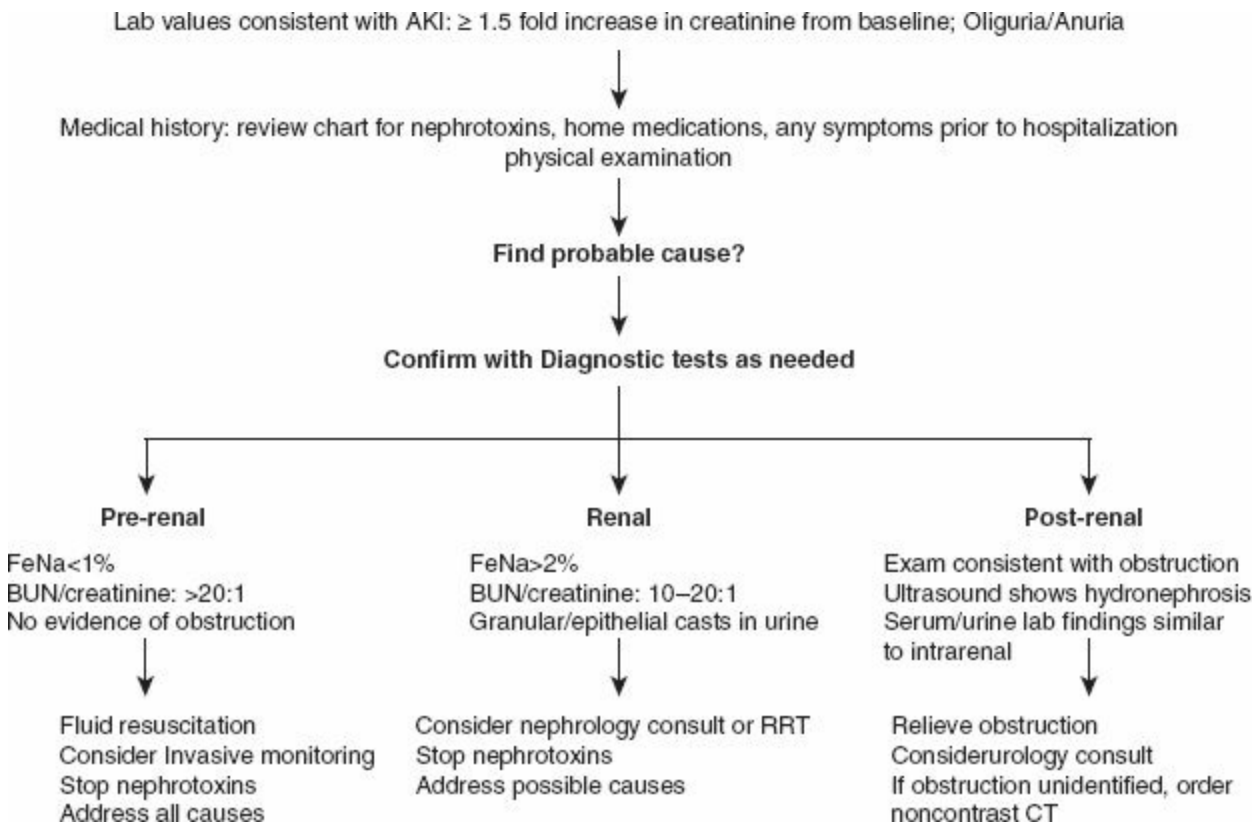 Lab values consistent with AKI: ≥ 1.5 fold increase in creatinine from baseline; Oliguria/Anuria
Medical history: review chart for nephrotoxins, home medications, any symptoms prior to hospitalization
physical examination
Find probable cause?
Confirm with Diagnostic tests as needed
Pre-renal
FeNa<1%
BUN/creatinine: >20:1
No evidence of obstruction
Fluid resuscitation
Consider Invasive monitoring
Stop nephrotoxins
Address all causes
Renal
FeNa>2%
BUN/creatinine: 10–20:1
Granular/epithelial casts in urine
Consider nephrology consult or RRT
Stop nephrotoxins
Address possible causes
Post-renal
Exam consistent with obstruction
Ultrasound shows hydronephrosis
Serum/urine lab findings similar
to intrarenal
Relieve obstruction
Considerurology consult
If obstruction unidentified, order
noncontrast CT